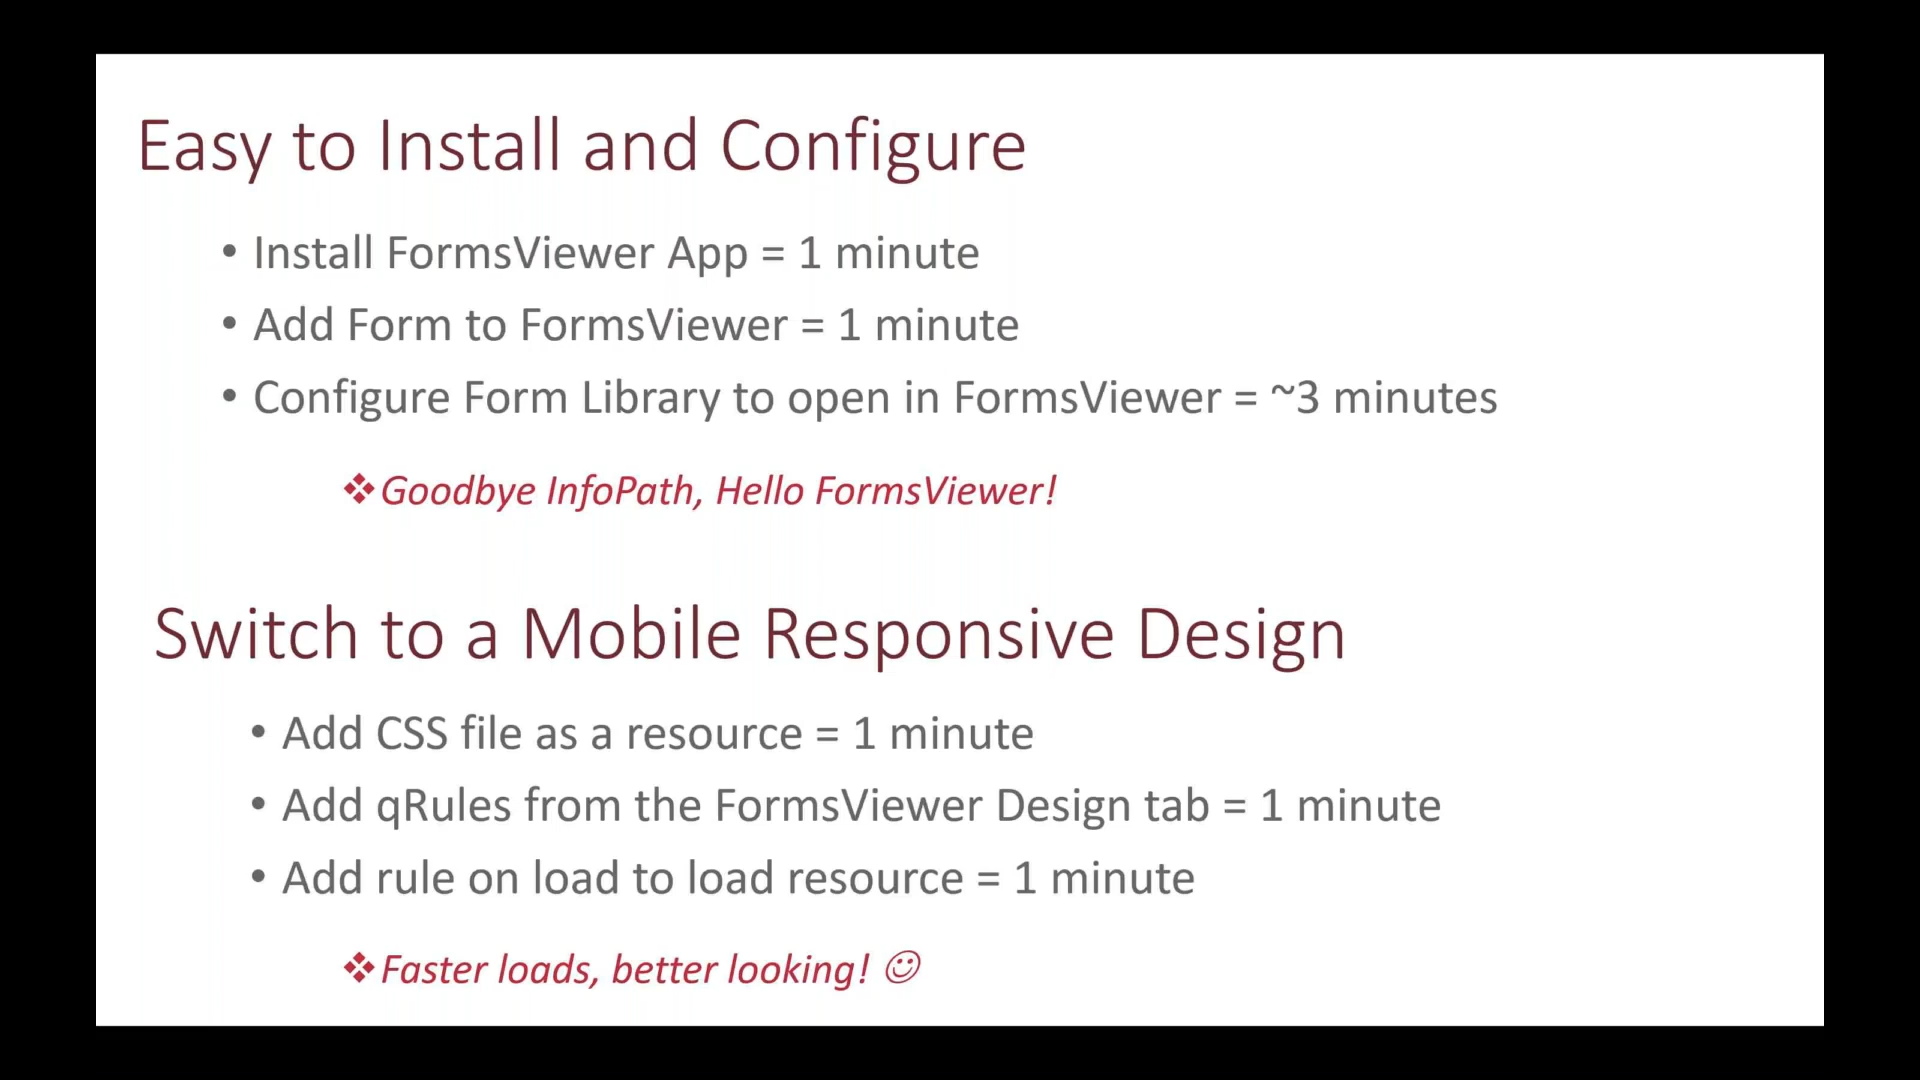 Easy to Install and Configure
• Install FormsViewer App = 1 minute
• Add Form to FormsViewer = 1 minute
• Configure Form Library to open in FormsViewer = ~3 minutes
❖ Goodbye InfoPath, Hello FormsViewer!
Switch to a Mobile Responsive Design
• Add CSS file as a resource = 1 minute
• Add qRules from the FormsViewer Design tab = 1 minute
• Add rule on load to load resource = 1 minute
❖ Faster loads, better looking! ☺